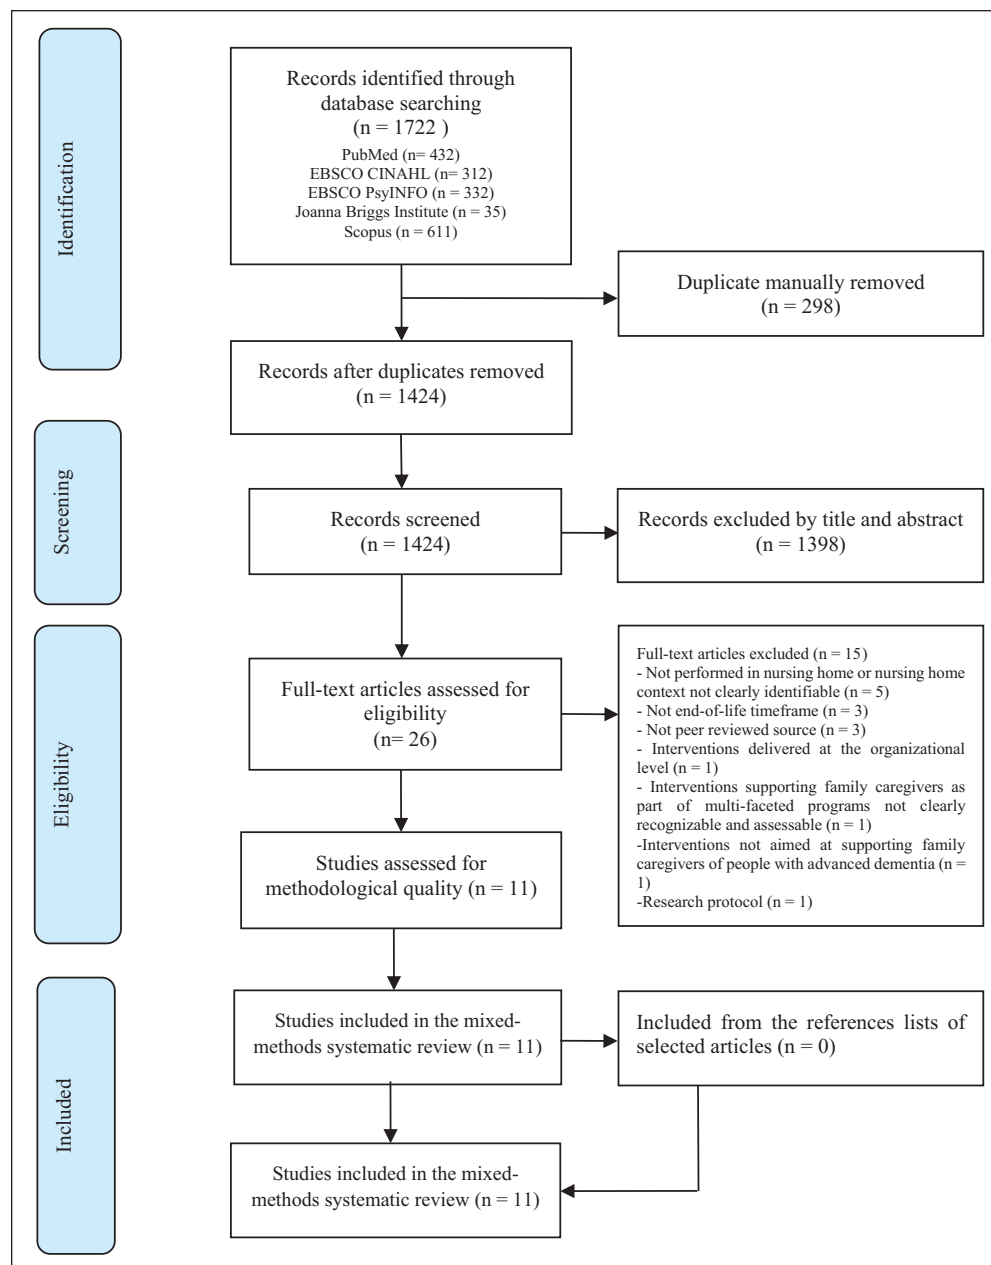 Identification
Records identified through
database searching
(n = 1722 )
PubMed (n= 432)
EBSCO CINAHL (n= 312)
EBSCO PsyINFO (n = 332)
Joanna Briggs Institute (n = 35)
Scopus (n = 611)
Duplicate manually removed
(n = 298)
Records after duplicates removed
(n = 1424)
Screening
Records screened
(n = 1424)
Records excluded by title and abstract
(n = 1398)
Eligibility
Full-text articles assessed for
eligibility
(n= 26)
Full-text articles excluded (n = 15)
- Not performed in nursing home or nursing home
context not clearly identifiable (n = 5)
- Not end-of-life timeframe (n = 3)
- Not peer reviewed source (n = 3)
- Interventions delivered at the organizational
level (n = 1)
- Interventions supporting family caregivers as
part of multi-faceted programs not clearly
recognizable and assessable (n = 1)
-Interventions not aimed at supporting family
caregivers of people with advanced dementia (n =
1)
-Research protocol (n = 1)
Studies assessed for
methodological quality (n = 11)
Included
Studies included in the mixed-
methods systematic review (n = 11)
Included from the references lists of
selected articles (n = 0)
Studies included in the mixed-
methods systematic review (n = 11)